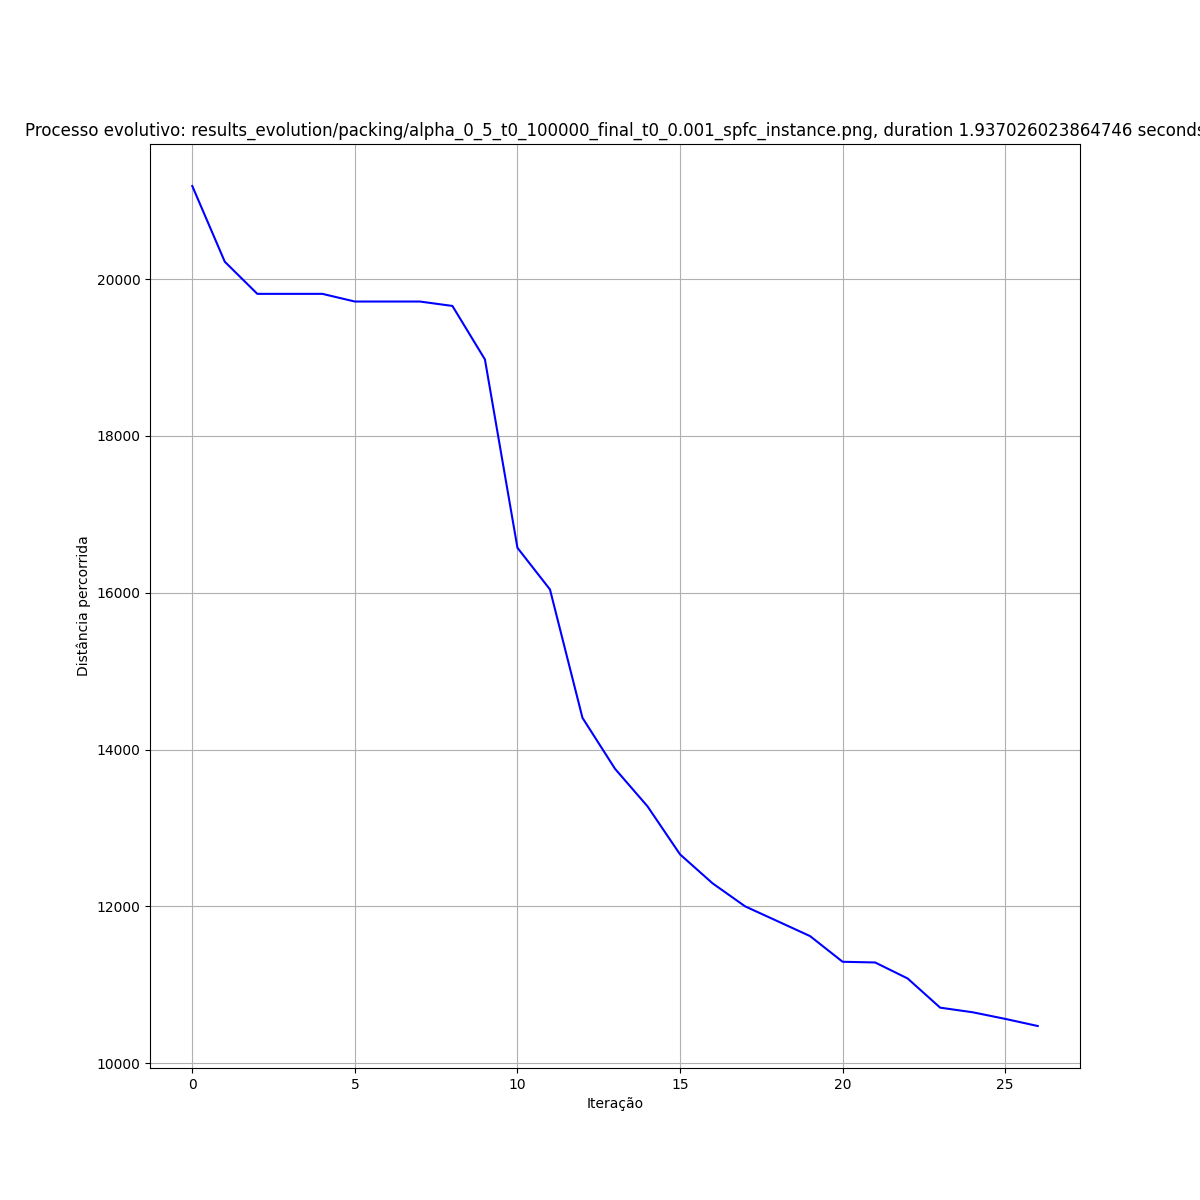 Processo evolutivo: results_evolution/packing/alpha_0_5_t0_100000_final_t0_0.001_spfc_instance.png, duration 1.937026023864746 seconds
20000
18000
16000
14000
12000
10000
Distância percorrida
0 5 10 15 20 25
Iteração